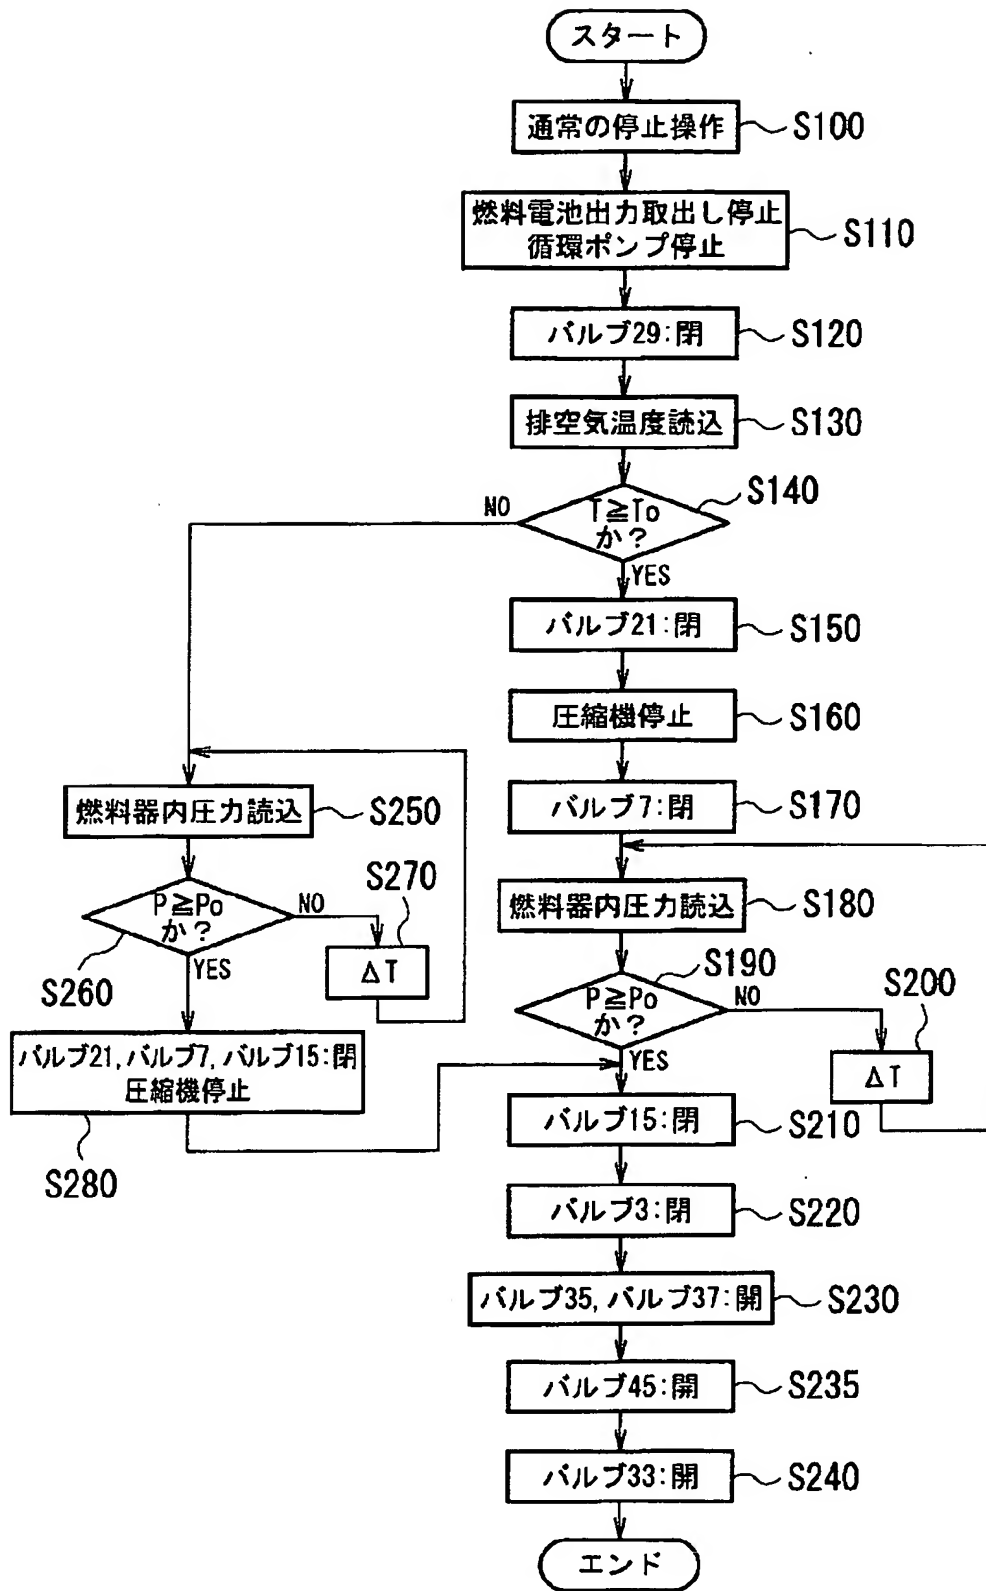 スタート
通常の停止操作 S100
燃料電池出力取出し停止
循環ポンプ停止 S110
バルブ29:閉 S120
排空気温度読込 S130
T≧To
か? S140
NO
YES
バルブ21:閉 S150
圧縮機停止 S160
バルブ7:閉 S170
燃料器内圧力読込 S180
P≧Po
か? S190
NO
YES
ΔT S200
燃料器内圧力読込 S250
P≧Po
か? S260
NO
YES
ΔT S270
バルブ21,バルブ7,バルブ15:閉
圧縮機停止 S280
バルブ15:閉 S210
バルブ3:閉 S220
バルブ35,バルブ37:開 S230
バルブ45:開 S235
バルブ33:開 S240
エンド